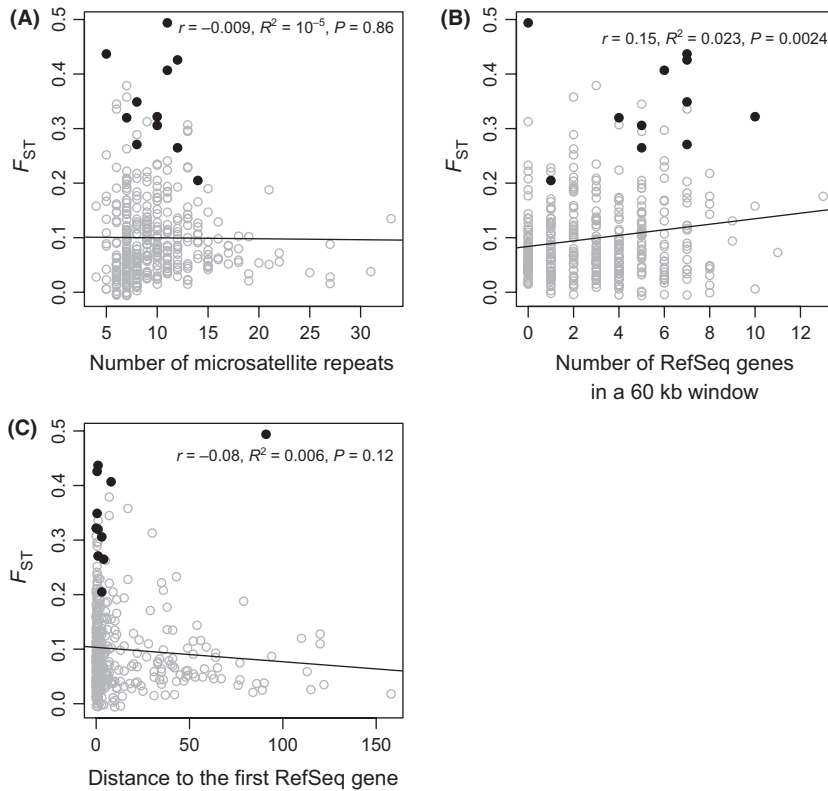 (A)
r = –0.009, R² = 10⁻⁵, P = 0.86
0.5
0.4
0.3
0.2
0.1
0.0
F_ST
5 10 15 20 25 30
Number of microsatellite repeats
(B)
r = 0.15, R² = 0.023, P = 0.0024
0.5
0.4
0.3
0.2
0.1
0.0
F_ST
0 2 4 6 8 10 12
Number of RefSeq genes
in a 60 kb window
(C)
r = –0.08, R² = 0.006, P = 0.12
0.5
0.4
0.3
0.2
0.1
0.0
F_ST
0 50 100 150
Distance to the first RefSeq gene